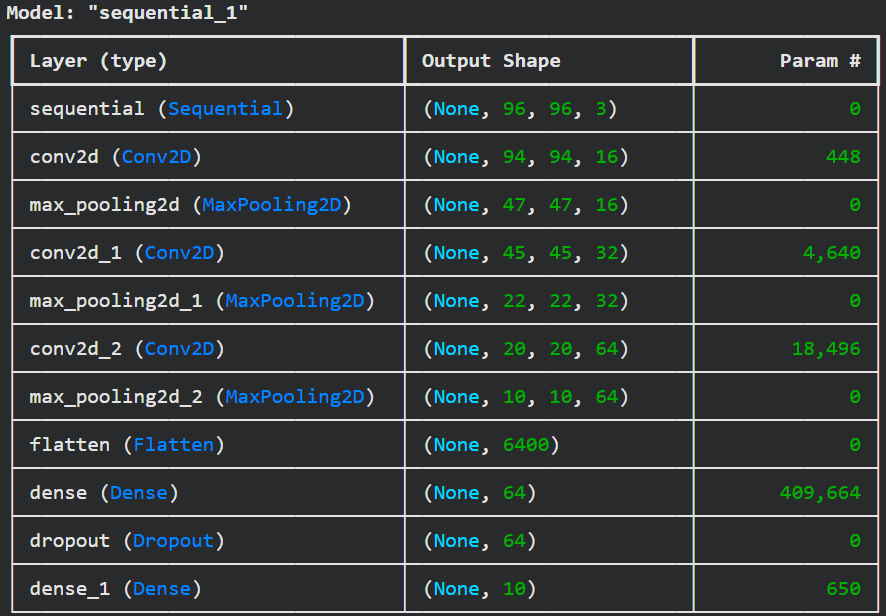 Model: "sequential_1"
Layer (type) Output Shape Param #
sequential (Sequential) (None, 96, 96, 3) 0
conv2d (Conv2D) (None, 94, 94, 16) 448
max_pooling2d (MaxPooling2D) (None, 47, 47, 16) 0
conv2d_1 (Conv2D) (None, 45, 45, 32) 4,640
max_pooling2d_1 (MaxPooling2D) (None, 22, 22, 32) 0
conv2d_2 (Conv2D) (None, 20, 20, 64) 18,496
max_pooling2d_2 (MaxPooling2D) (None, 10, 10, 64) 0
flatten (Flatten) (None, 6400) 0
dense (Dense) (None, 64) 409,664
dropout (Dropout) (None, 64) 0
dense_1 (Dense) (None, 10) 650